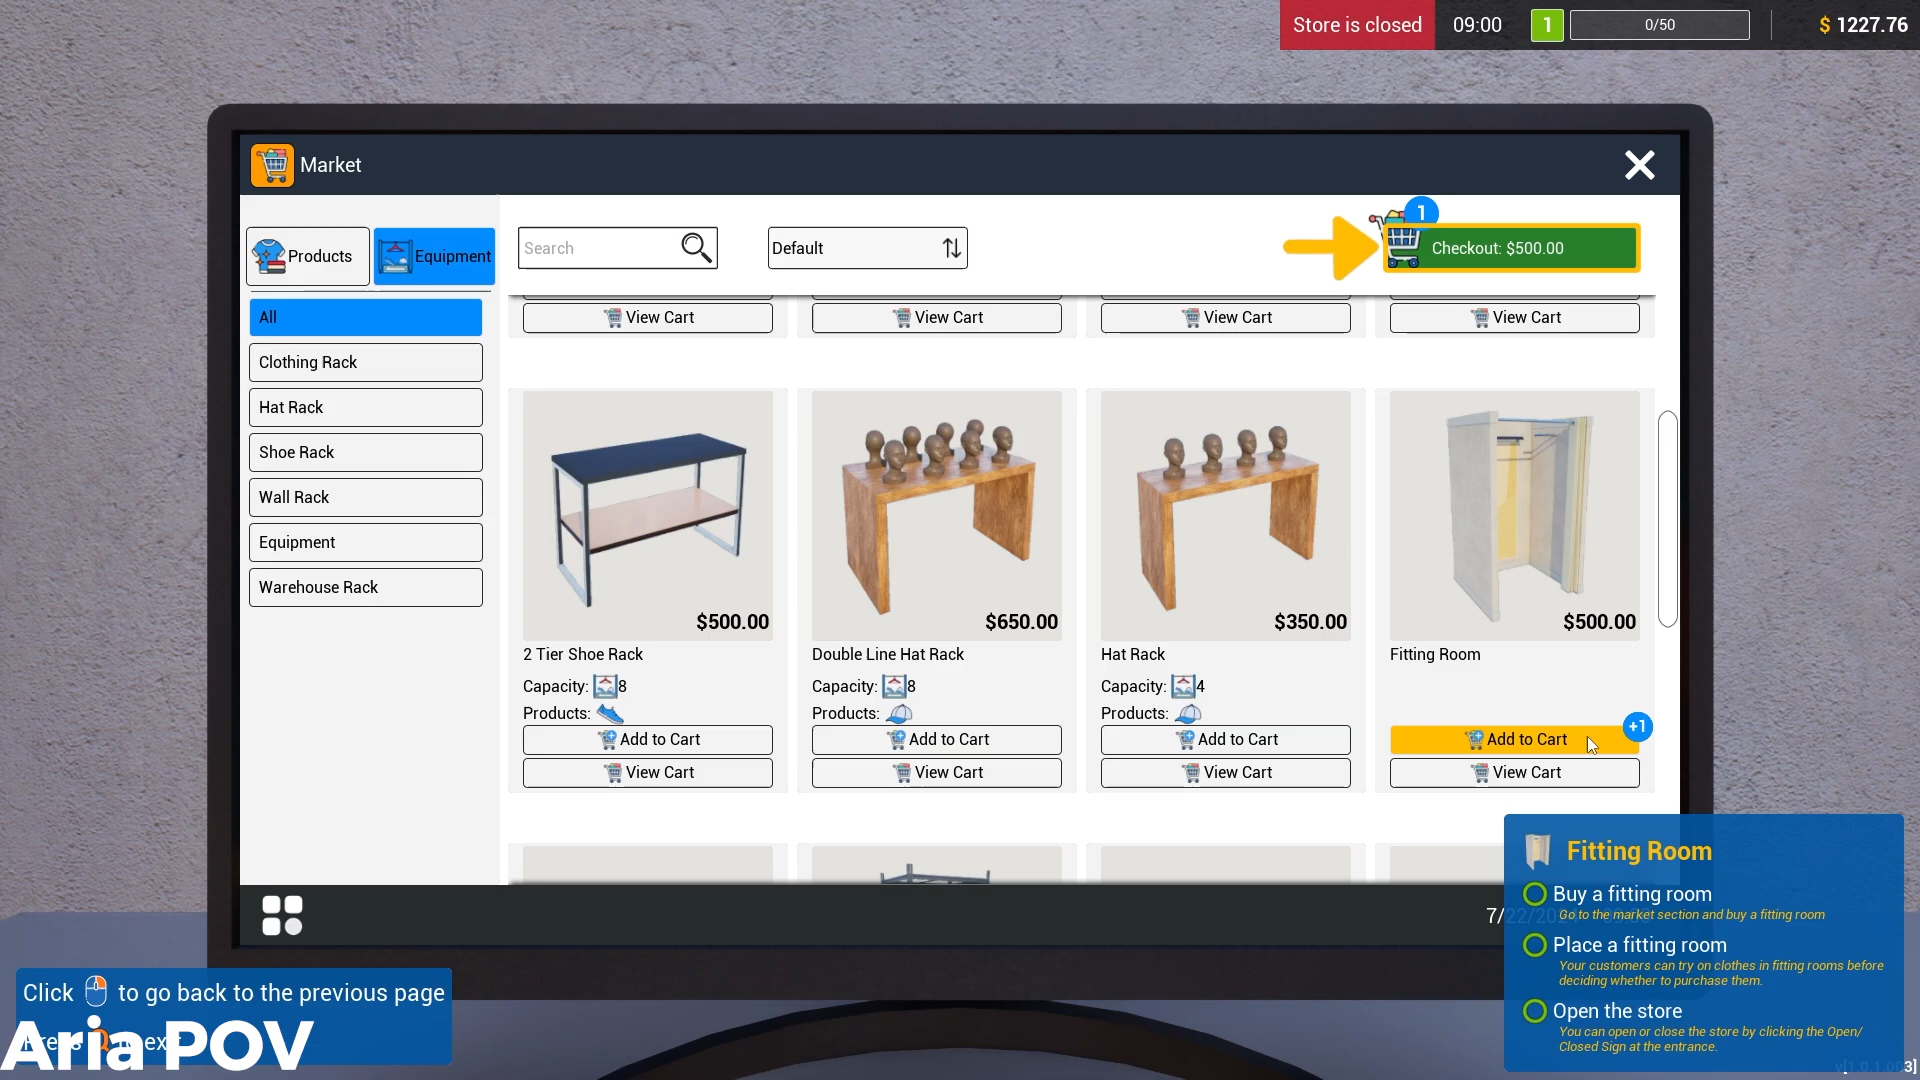 Store is closed
09:00
1
0/50
$ 1227.76
Market
Products
Equipment
Search
Default
1
Checkout: $500.00
All
Clothing Rack
Hat Rack
Shoe Rack
Wall Rack
Equipment
Warehouse Rack
View Cart
View Cart
View Cart
View Cart
$500.00
$650.00
$350.00
$500.00
2 Tier Shoe Rack
Double Line Hat Rack
Hat Rack
Fitting Room
Capacity: 8
Capacity: 8
Capacity: 4
Products:
Products:
Products:
+1
Add to Cart
Add to Cart
Add to Cart
Add to Cart
View Cart
View Cart
View Cart
View Cart
Fitting Room
Buy a fitting room
Go to the market section and buy a fitting room
Place a fitting room
Your customers can try on clothes in fitting rooms before
deciding whether to purchase them.
Open the store
You can open or close the store by clicking the Open/
Closed Sign at the entrance.
Click to go back to the previous page
Aria POV